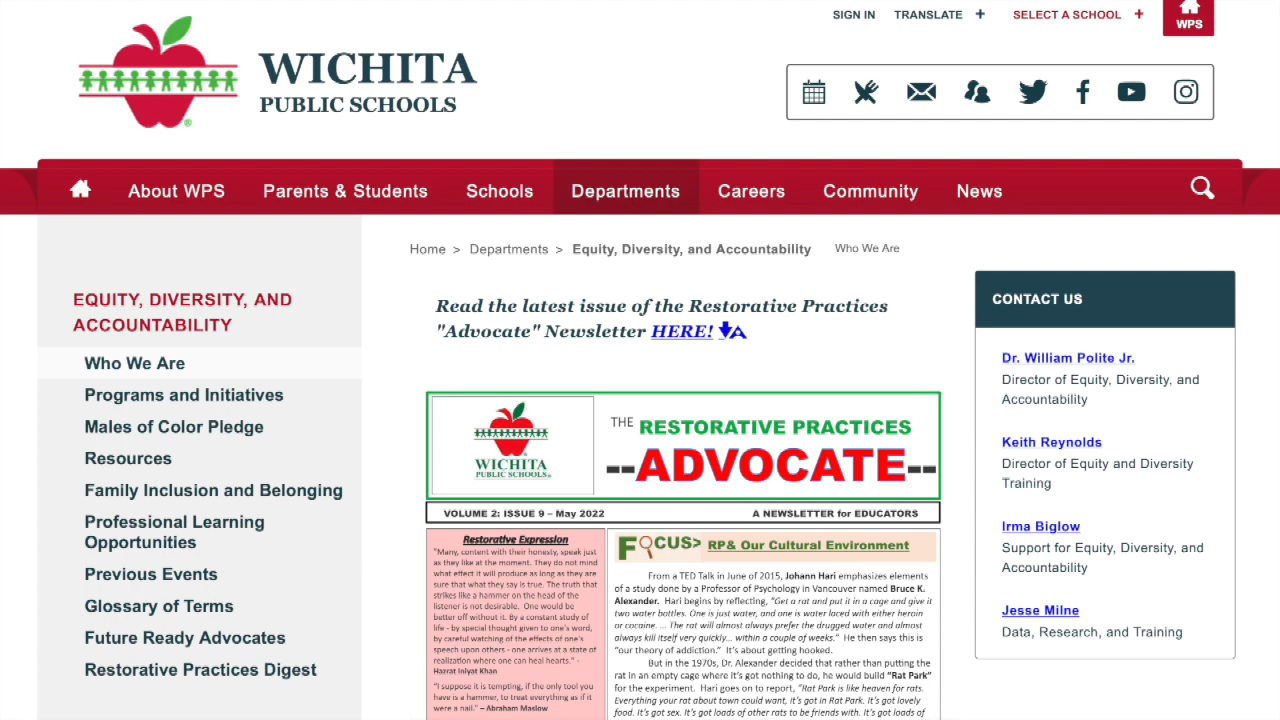 SIGN IN TRANSLATE + SELECT A SCHOOL +
WPS
WICHITA
PUBLIC SCHOOLS
About WPS Parents & Students Schools Departments Careers Community News
Home > Departments > Equity, Diversity, and Accountability Who We Are
EQUITY, DIVERSITY, AND
ACCOUNTABILITY
Who We Are
Programs and Initiatives
Males of Color Pledge
Resources
Family Inclusion and Belonging
Professional Learning
Opportunities
Previous Events
Glossary of Terms
Future Ready Advocates
Restorative Practices Digest
Read the latest issue of the Restorative Practices
"Advocate" Newsletter HERE!
WICHITA
PUBLIC SCHOOLS
THE RESTORATIVE PRACTICES
--ADVOCATE--
VOLUME 2: ISSUE 9 – May 2022 A NEWSLETTER for EDUCATORS
Restorative Expression
"Many, content with their honesty, speak just
as they like at the moment. They do not mind
what effect it will produce as long as they are
sure that what they say is true. The truth that
strikes like a hammer on the head of the
listener is not desirable. One would be
better off without it. By a constant study of
life - by special thought given to one's word,
by careful watching of the effects of one's
speech upon others - one arrives at a state of
realization where one can heal hearts." -
Hazrat Iniyat Khan
"I suppose it is tempting, if the only tool you
have is a hammer, to treat everything as if it
were a nail." – Abraham Maslow
FOCUS> RP& Our Cultural Environment
From a TED Talk in June of 2015, Johann Hari emphasizes elements
of a study done by a Professor of Psychology in Vancouver named Bruce K.
Alexander. Hari begins by reflecting, "Get a rat and put it in a cage and give it
two water bottles. One is just water, and one is water laced with either heroin
or cocaine. ... The rat will almost always prefer the drugged water and almost
always kill itself very quickly... within a couple of weeks." He then says this is
"our theory of addiction." It's about getting hooked.
But in the 1970s, Dr. Alexander decided that rather than putting the
rat in an empty cage where it's got nothing to do, he would build "Rat Park"
for the experiment. Hari goes on to report, "Rat Park is like heaven for rats.
Everything your rat about town could want, it's got in Rat Park. It's got lovely
food. It's got sex. It's got loads of other rats to be friends with. It's got loads of
CONTACT US
Dr. William Polite Jr.
Director of Equity, Diversity, and
Accountability
Keith Reynolds
Director of Equity and Diversity
Training
Irma Biglow
Support for Equity, Diversity, and
Accountability
Jesse Milne
Data, Research, and Training